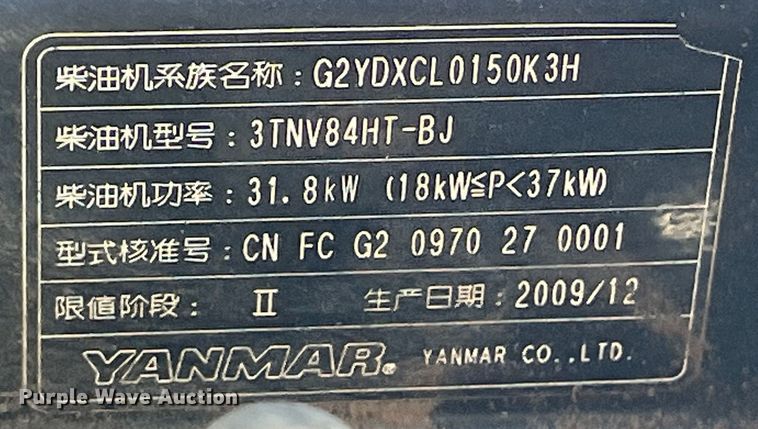 柴油机系族名称：G2YDXCL0150K3H
柴油机型号：3TNV84HT-BJ
柴油机功率：31.8kW (18kW≦P<37kW)
型式核准号：CN FC G2 0970 27 0001
限值阶段： II 生产日期：2009/12
YANMAR® YANMAR CO.,LTD.
Purple Wave Auction